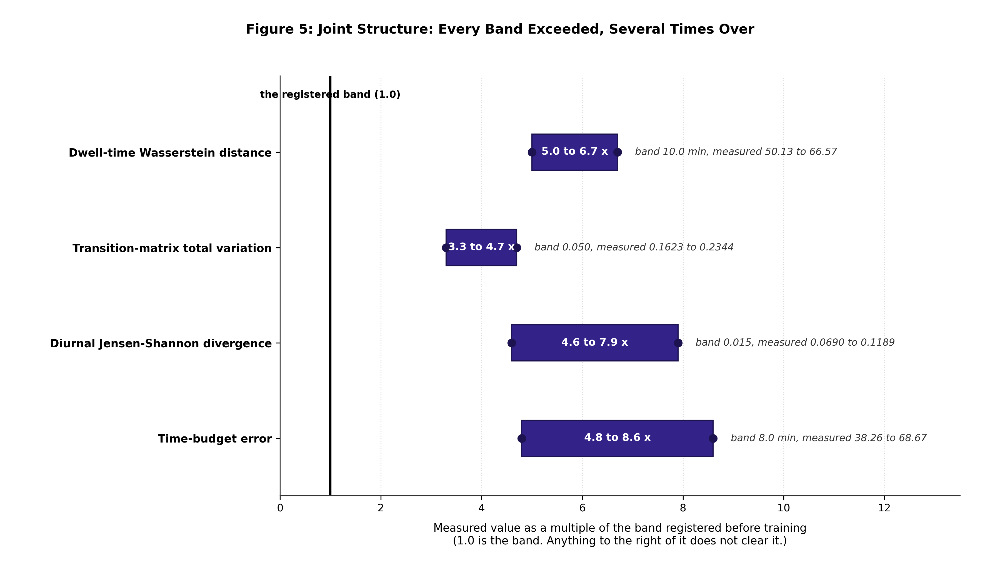 Figure 5: Joint Structure: Every Band Exceeded, Several Times Over
the registered band (1.0)
Dwell-time Wasserstein distance
5.0 to 6.7 x
band 10.0 min, measured 50.13 to 66.57
Transition-matrix total variation
3.3 to 4.7 x
band 0.050, measured 0.1623 to 0.2344
Diurnal Jensen-Shannon divergence
4.6 to 7.9 x
band 0.015, measured 0.0690 to 0.1189
Time-budget error
4.8 to 8.6 x
band 8.0 min, measured 38.26 to 68.67
0 2 4 6 8 10 12
Measured value as a multiple of the band registered before training
(1.0 is the band. Anything to the right of it does not clear it.)